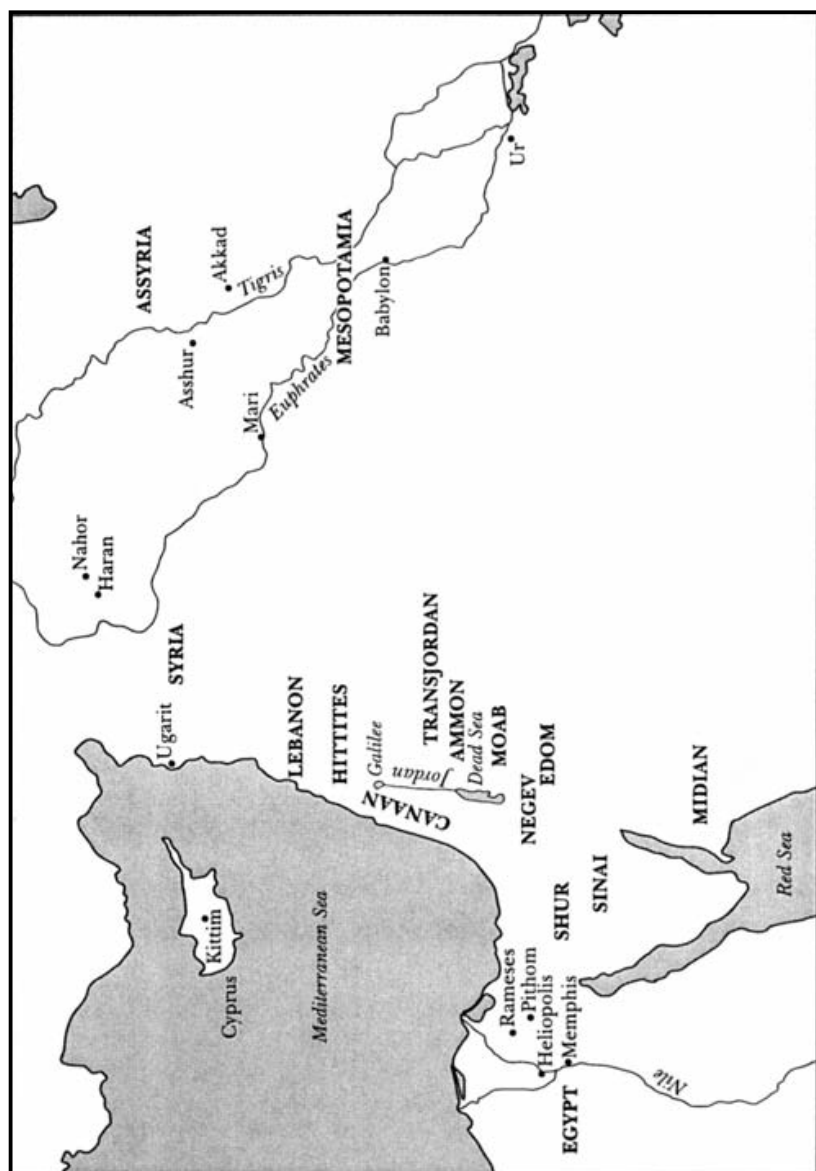 Ugarit
SYRIA
Nahor
Haran
ASSYRIA
Asshur
Akkad
Tigris
Mari
Euphrates
MESOPOTAMIA
Babylon
Ur
Kittim
Cyprus
Mediterranean Sea
LEBANON
HITTITES
Galilee
CANAAN
Jordan
TRANSJORDAN
AMMON
Dead Sea
MOAB
NEGEV
EDOM
Rameses
Pithom
Heliopolis
Memphis
EGYPT
Nile
SHUR
SINAI
MIDIAN
Red Sea